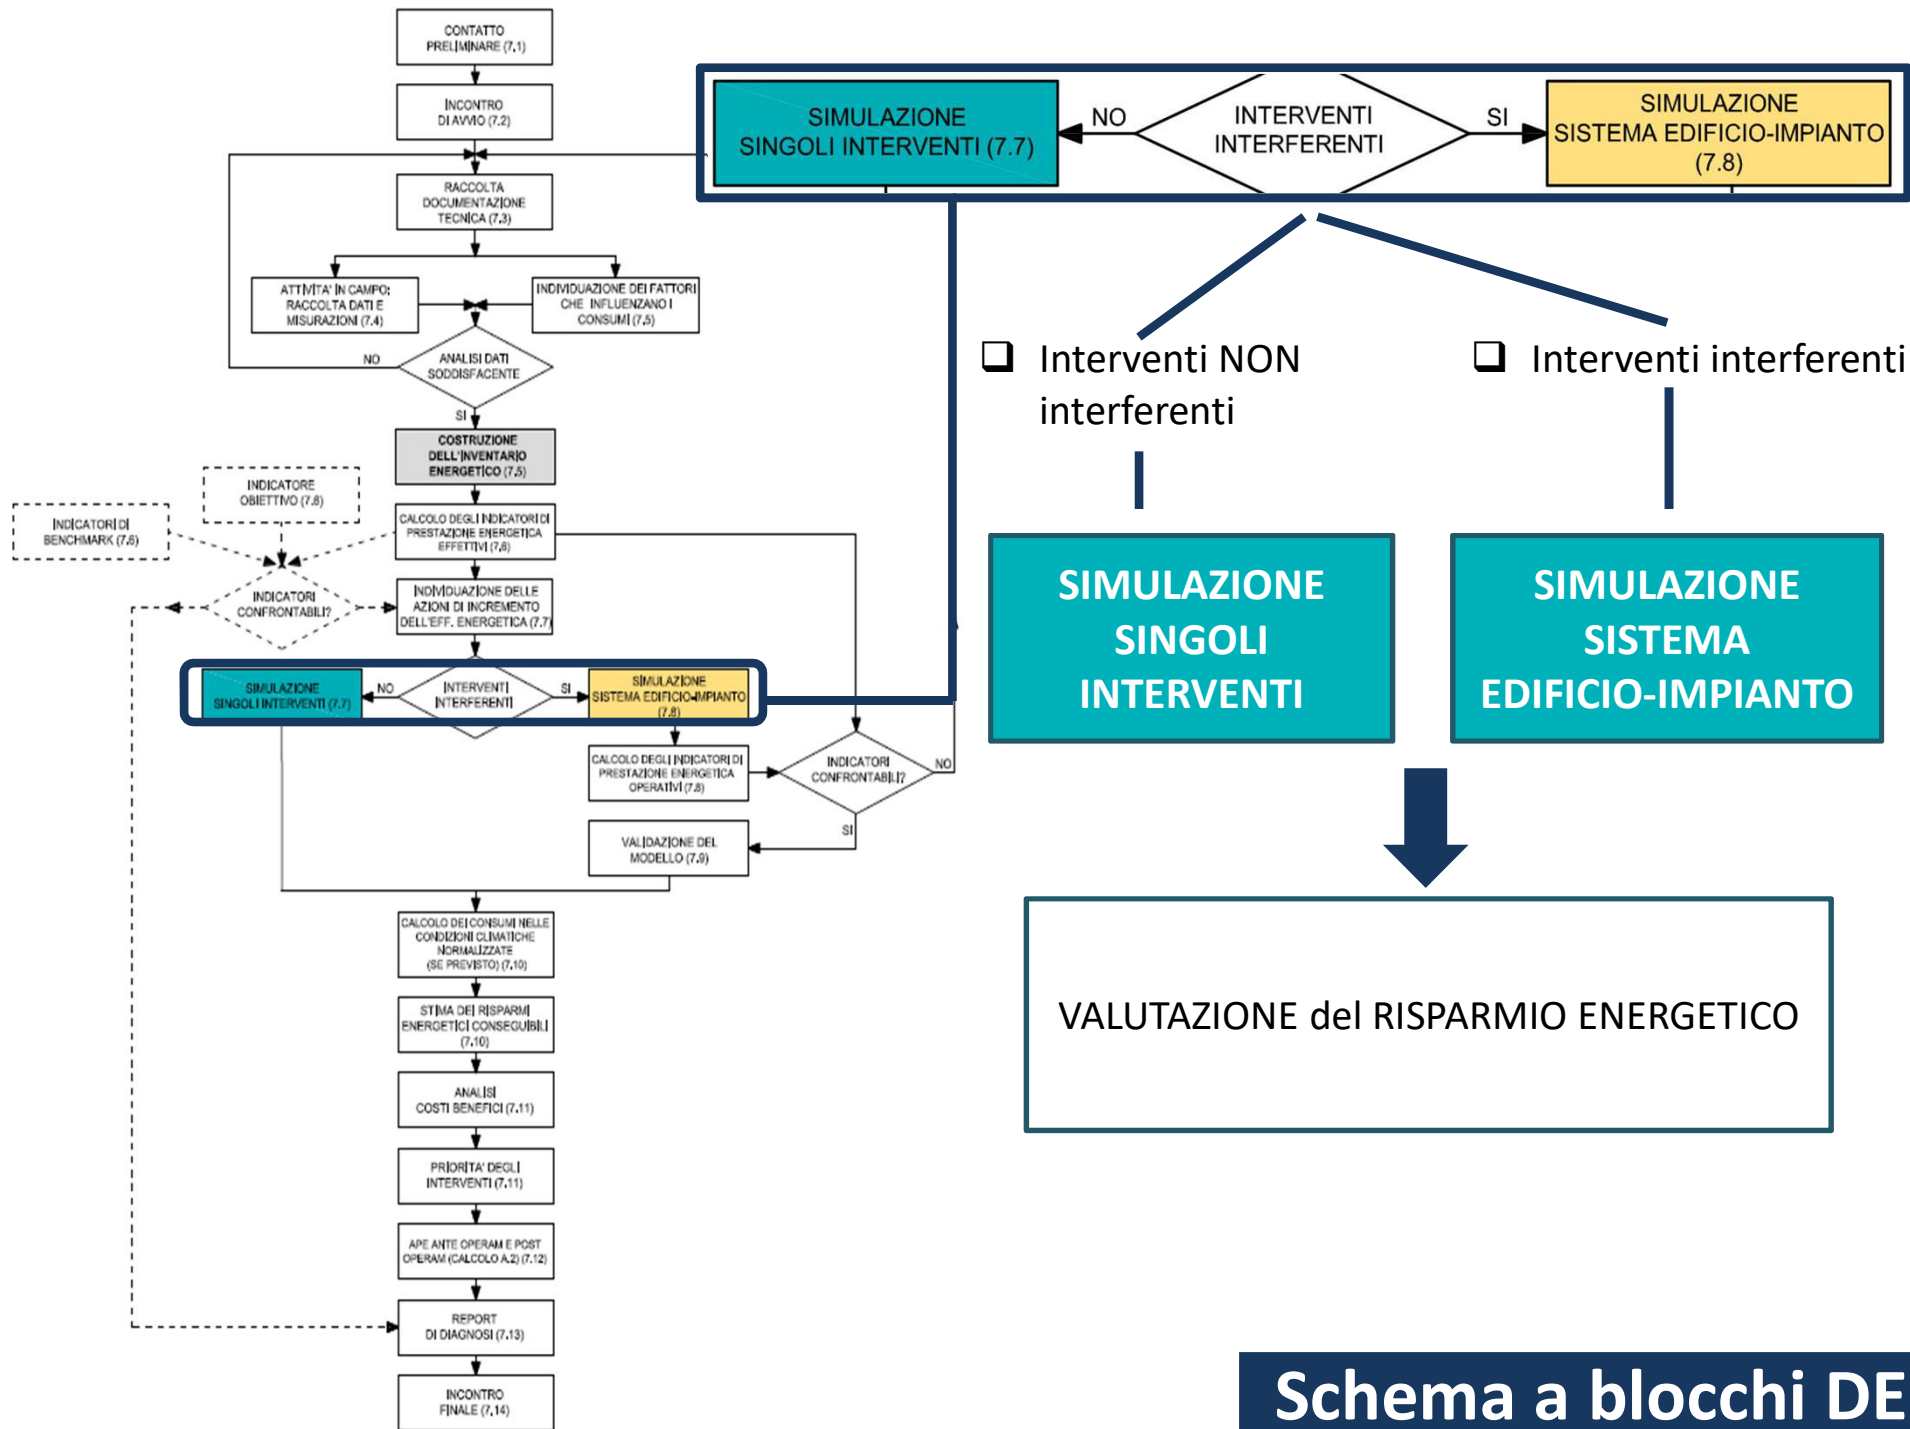 CONTATTO
PRELIMINARE (7.1)
INCONTRO
DI AVVIO (7.2)
RACCOLTA
DOCUMENTAZIONE
TECNICA (7.3)
ATTIVITA' IN CAMPO:
RACCOLTA DATI E
MISURAZIONI (7.4)
INDIVIDUAZIONE DEI FATTORI
CHE INFLUENZANO I
CONSUMI (7.5)
NO
ANALISI DATI
SODDISFACENTE
SI
COSTRUZIONE
DELL'INVENTARIO
ENERGETICO (7.5)
INDICATORE
OBIETTIVO (7.6)
INDICATORI DI
BENCHMARK (7.6)
CALCOLO DEGLI INDICATORI DI
PRESTAZIONE ENERGETICA
EFFETTIVI (7.6)
INDICATORI
CONFRONTABILI?
INDIVIDUAZIONE DELLE
AZIONI DI INCREMENTO
DELL'EFF. ENERGETICA (7.7)
SIMULAZIONE
SINGOLI INTERVENTI (7.7)
NO
INTERVENTI
INTERFERENTI
SI
SIMULAZIONE
SISTEMA EDIFICIO-IMPIANTO
(7.8)
CALCOLO DEGLI INDICATORI DI
PRESTAZIONE ENERGETICA
OPERATIVI (7.8)
INDICATORI
CONFRONTABILI?
NO
SI
VALIDAZIONE DEL
MODELLO (7.9)
CALCOLO DEI CONSUMI NELLE
CONDIZIONI CLIMATICHE
NORMALIZZATE
(SE PREVISTO) (7.10)
STIMA DEI RISPARMI
ENERGETICI CONSEGUIBILI
(7.10)
ANALISI
COSTI BENEFICI (7.11)
PRIORITA' DEGLI
INTERVENTI (7.11)
APE ANTE OPERAM E POST
OPERAM (CALCOLO A.2) (7.12)
REPORT
DI DIAGNOSI (7.13)
INCONTRO
FINALE (7.14)
SIMULAZIONE
SINGOLI INTERVENTI (7.7)
NO
INTERVENTI
INTERFERENTI
SI
SIMULAZIONE
SISTEMA EDIFICIO-IMPIANTO
(7.8)
❑ Interventi NON
interferenti
❑ Interventi interferenti
SIMULAZIONE
SINGOLI
INTERVENTI
SIMULAZIONE
SISTEMA
EDIFICIO-IMPIANTO
VALUTAZIONE del RISPARMIO ENERGETICO
Schema a blocchi DE